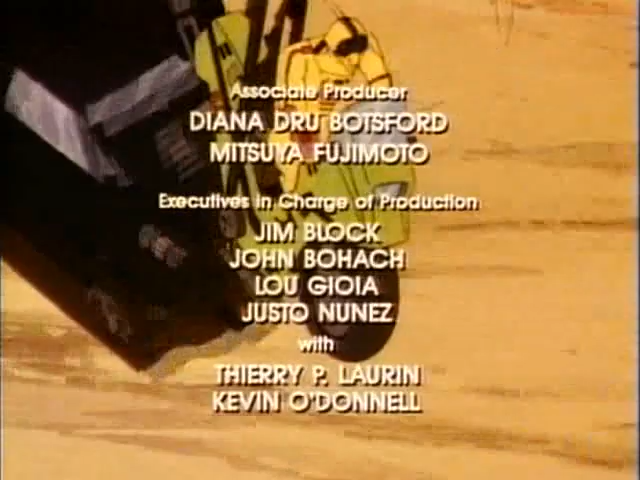 Associate Producer
DIANA DRU BOTSFORD
MITSUYA FUJIMOTO
Executives in Charge of Production
JIM BLOCK
JOHN BOHACH
LOU GIOIA
JUSTO NUNEZ
with
THIERRY P. LAURIN
KEVIN O'DONNELL